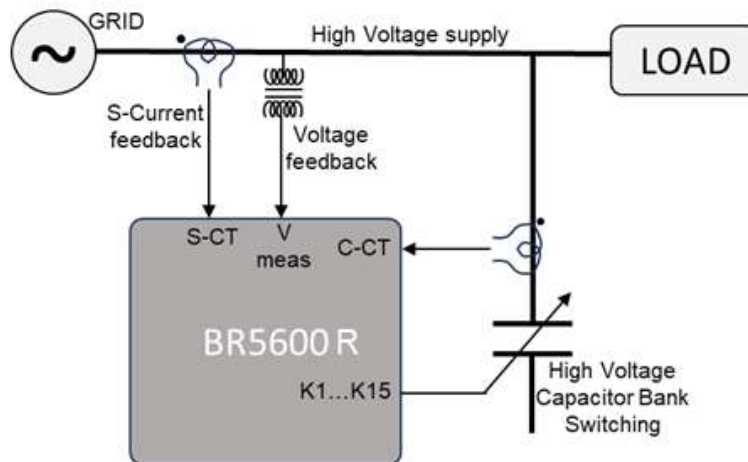 GRID
High Voltage supply
LOAD
~
S-Current
feedback
Voltage
feedback
S-CT
V
meas
C-CT
BR5600 R
K1...K15
High Voltage
Capacitor Bank
Switching